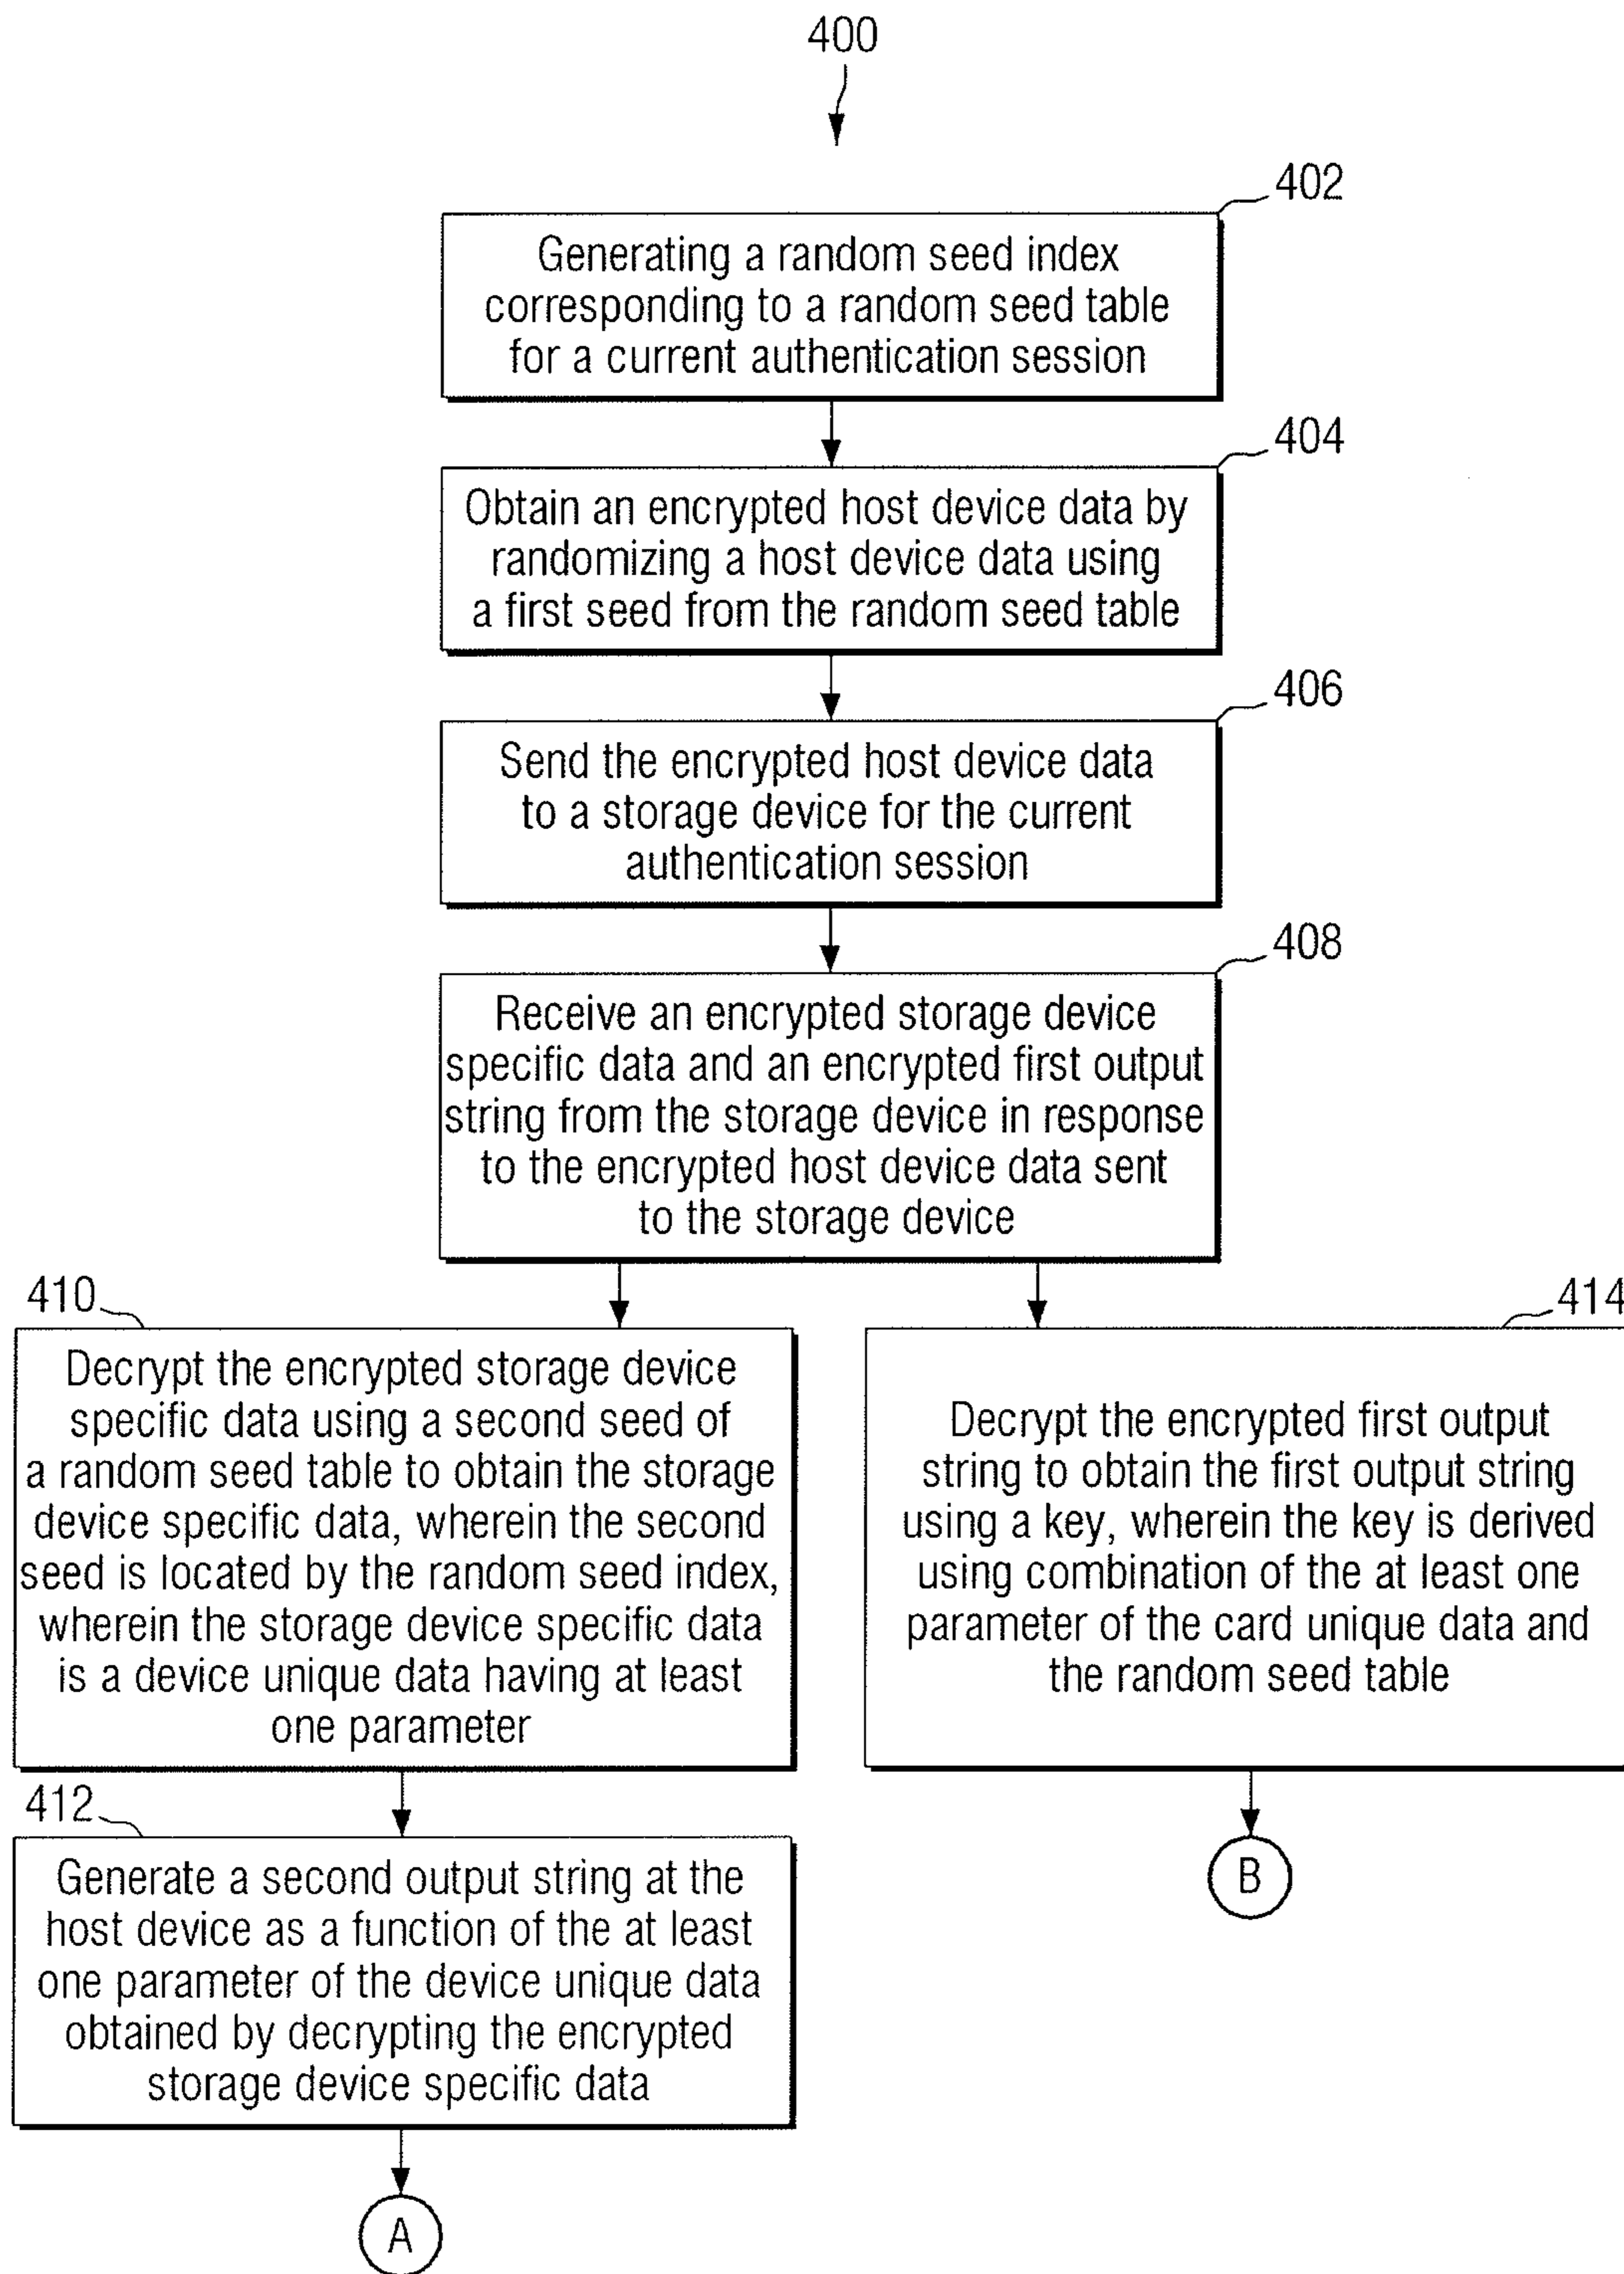 400
402
Generating a random seed index
corresponding to a random seed table
for a current authentication session
404
Obtain an encrypted host device data by
randomizing a host device data using
a first seed from the random seed table
406
Send the encrypted host device data
to a storage device for the current
authentication session
408
Receive an encrypted storage device
specific data and an encrypted first output
string from the storage device in response
to the encrypted host device data sent
to the storage device
410
Decrypt the encrypted storage device
specific data using a second seed of
a random seed table to obtain the storage
device specific data, wherein the second
seed is located by the random seed index,
wherein the storage device specific data
is a device unique data having at least
one parameter
412
Generate a second output string at the
host device as a function of the at least
one parameter of the device unique data
obtained by decrypting the encrypted
storage device specific data
A
414
Decrypt the encrypted first output
string to obtain the first output string
using a key, wherein the key is derived
using combination of the at least one
parameter of the card unique data and
the random seed table
B